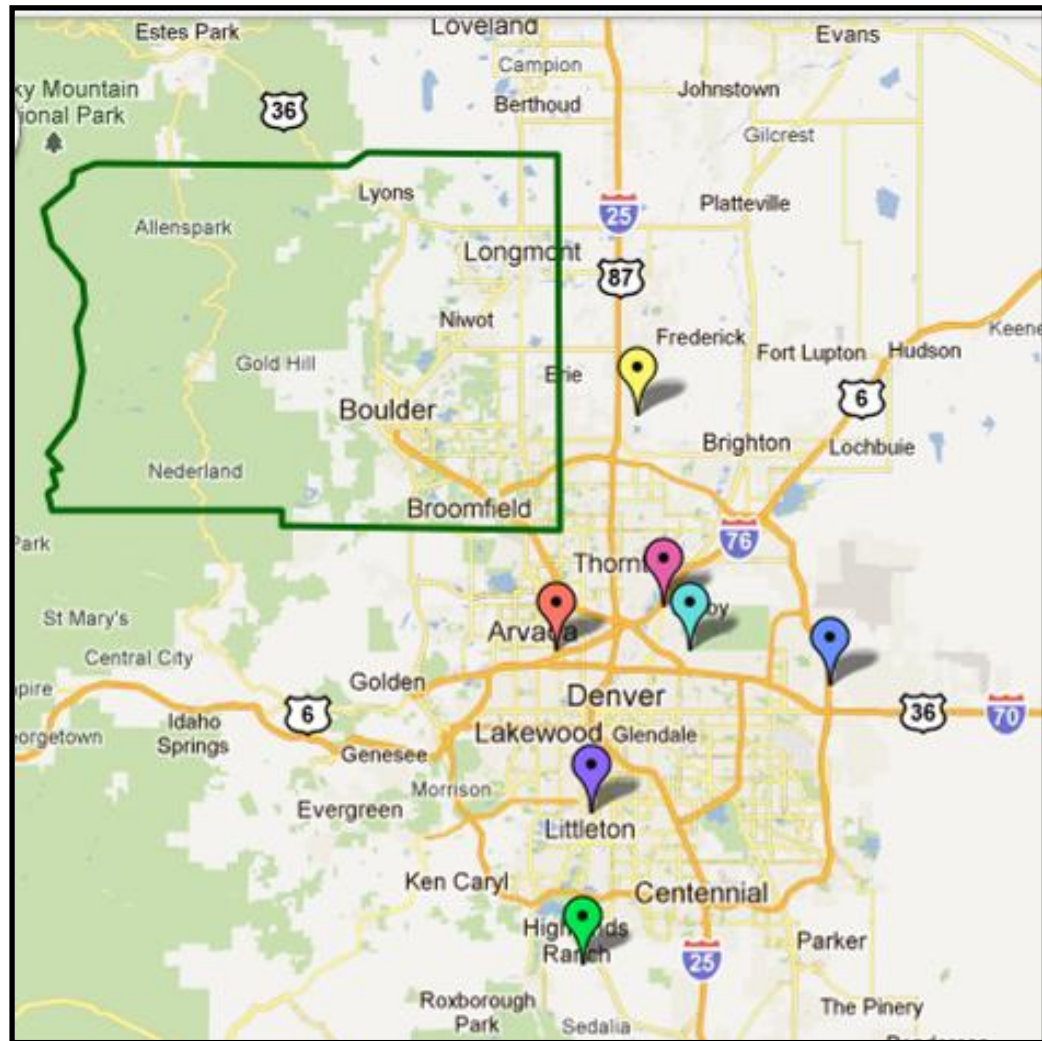 Estes Park
Loveland
Evans
Campion
ky Mountain
ional Park
36
Berthoud
Johnstown
Gilcrest
Lyons
25
Platteville
Allenspark
Longmont
87
Niwot
Frederick
Keene
Gold Hill
Erie
Fort Lupton
Hudson
6
Boulder
Brighton
Lochbuie
Nederland
Broomfield
Park
76
Thornt
St Mary's
Arvada
Central City
Golden
Denver
pire
6
36
70
eorgetown
Idaho
Springs
Genesee
Lakewood
Glendale
Morrison
Evergreen
Littleton
Ken Caryl
Centennial
Highlands
Ranch
25
Parker
Roxborough
Park
The Pinery
Sedalia